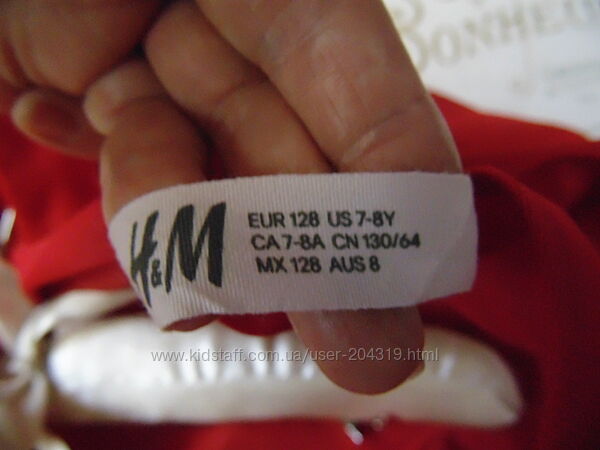 BONHEUR
H&M
EUR 128 US 7-8Y
CA 7-8A CN 130/64
MX 128 AUS 8
www.kidstaff.com.ua/user-204319.html